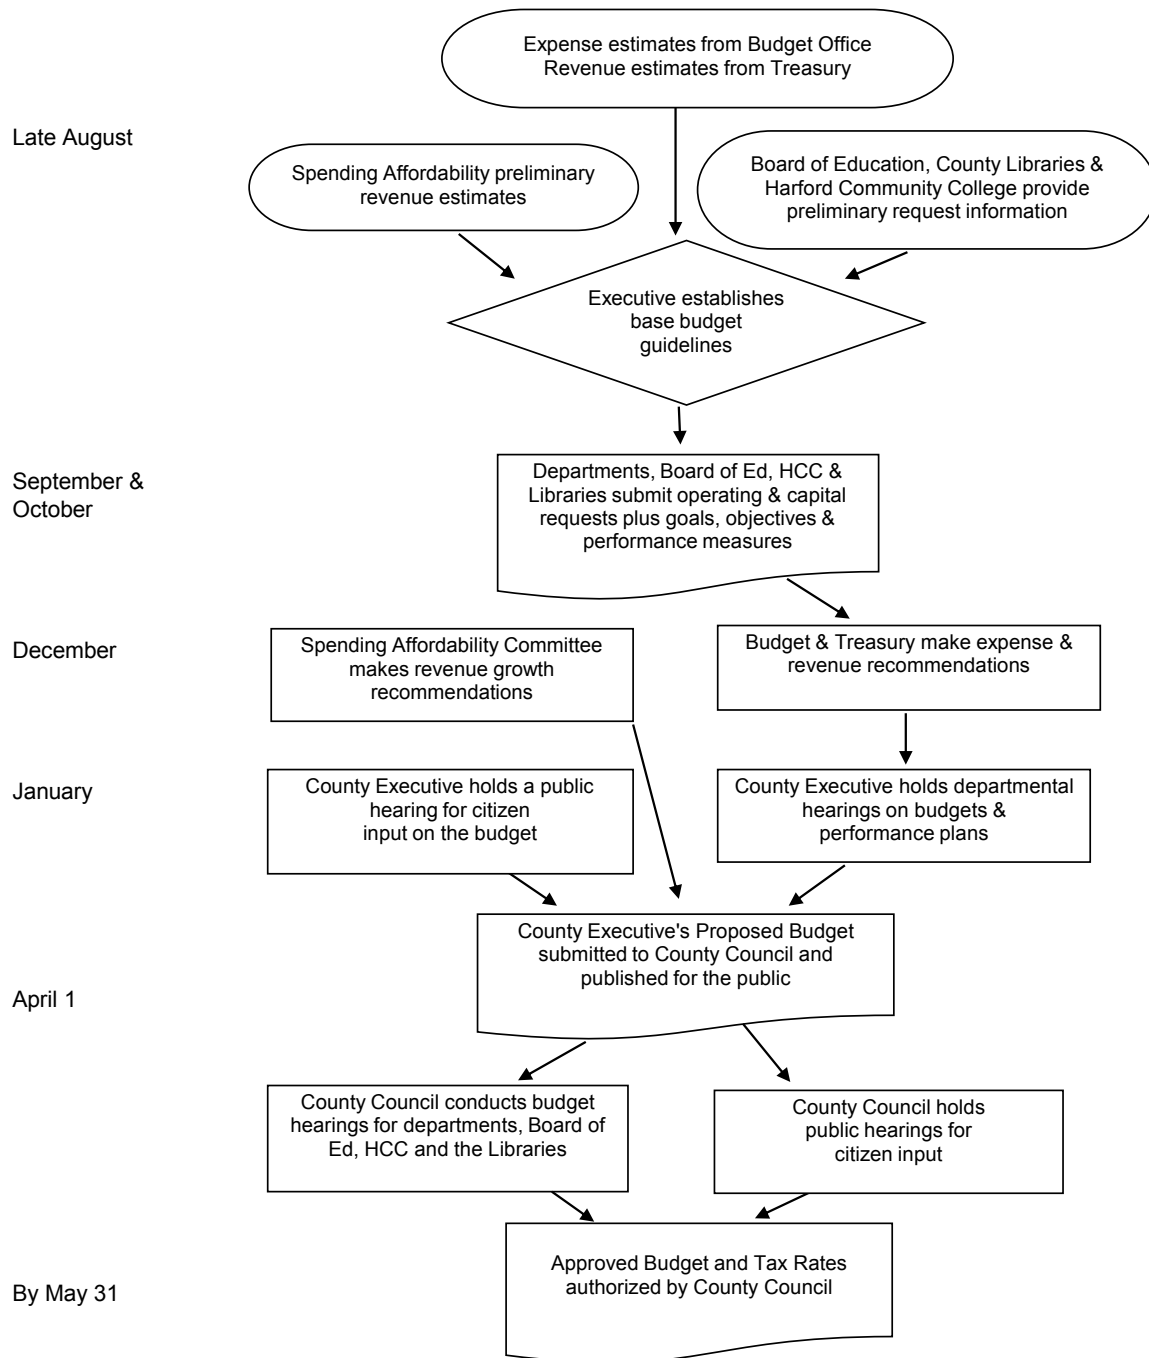 Expense estimates from Budget Office
Revenue estimates from Treasury
Late August
Spending Affordability preliminary
revenue estimates
Board of Education, County Libraries &
Harford Community College provide
preliminary request information
Executive establishes
base budget
guidelines
September &
October
Departments, Board of Ed, HCC &
Libraries submit operating & capital
requests plus goals, objectives &
performance measures
December
Spending Affordability Committee
makes revenue growth
recommendations
Budget & Treasury make expense &
revenue recommendations
January
County Executive holds a public
hearing for citizen
input on the budget
County Executive holds departmental
hearings on budgets &
performance plans
April 1
County Executive's Proposed Budget
submitted to County Council and
published for the public
County Council conducts budget
hearings for departments, Board of
Ed, HCC and the Libraries
County Council holds
public hearings for
citizen input
By May 31
Approved Budget and Tax Rates
authorized by County Council